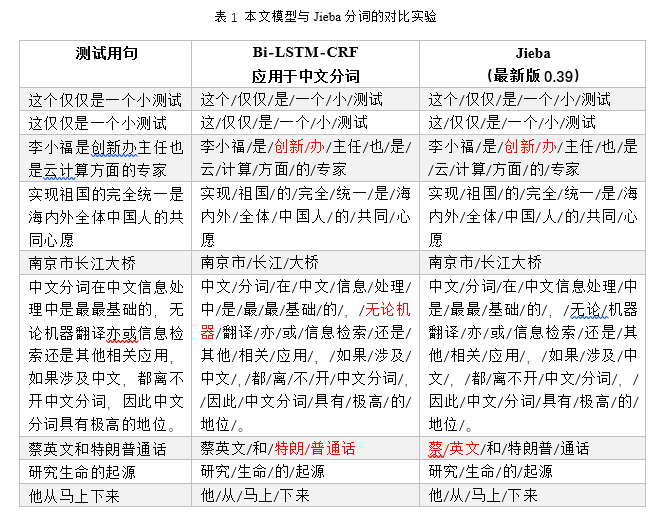 表 1 本文模型与 Jieba 分词的对比实验
测试用句
Bi-LSTM-CRF
应用于中文分词
Jieba
（最新版 0.39）
这个仅仅是一个小测试
这个/仅仅/是/一个/小/测试
这个/仅仅/是/一个/小/测试
这仅仅是一个小测试
这/仅仅/是/一个/小/测试
这/仅仅/是/一个/小/测试
李小福是创新办主任也
是云计算方面的专家
李小福/是/创新/办/主任/也/是/
云/计算/方面/的/专家
李小福/是/创新/办/主任/也/是
/云/计算/方面/的/专家
实现祖国的完全统一是
海内外全体中国人的共
同心愿
实现/祖国/的/完全/统一/是/海
内外/全体/中国人/的/共同/心
愿
实现/祖国/的/完全/统一/是/海
内外/全体/中国/人/的/共同/心
愿
南京市长江大桥
南京市/长江/大桥
南京市/长江大桥
中文分词在中文信息处
理中是最最基础的，无
论机器翻译亦或信息检
索还是其他相关应用，
如果涉及中文，都离不
开中文分词，因此中文
分词具有极高的地位。
中文/分词/在/中文/信息/处理/
中/是/最/最/基础/的/，/无论机
器/翻译/亦/或/信息检索/还是/
其他/相关/应用/，/如果/涉及/
中文/，/都/离/不/开中文分词/，
/因此/中文分词/具有/极高/的/
地位/。
中文/分词/在/中文信息处理/中
/是/最最/基础/的/，/无论/机器
翻译/亦/或/信息检索/还是/其
他/相关/应用/，/如果/涉及/中
文/，/都/离不开/中文/分词/，/
因此/中文/分词/具有/极高/的/
地位/。
蔡英文和特朗普通话
蔡英文/和/特朗/普通话
蔡/英文/和/特朗普/通话
研究生命的起源
研究/生命/的/起源
研究/生命/的/起源
他从马上下来
他/从/马上/下来
他/从/马上/下来